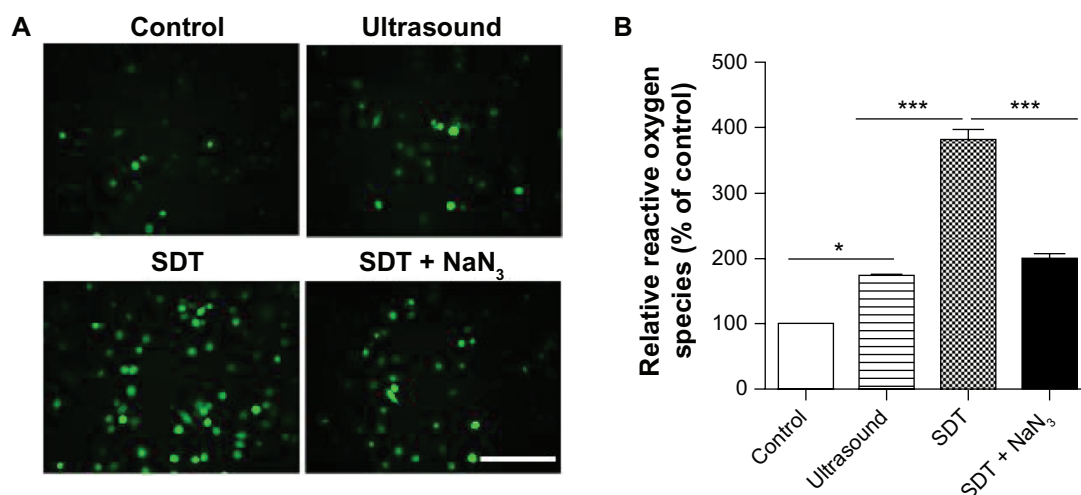 A
Control
Ultrasound
SDT
SDT + NaN₃
B
Relative reactive oxygen
species (% of control)
500
400
300
200
100
0
*
***
***
Control
Ultrasound
SDT
SDT + NaN₃